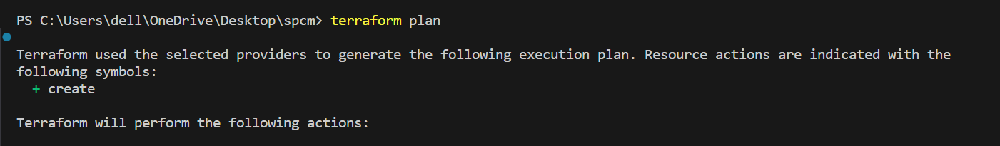 PS C:\Users\dell\OneDrive\Desktop\spcm> terraform plan
Terraform used the selected providers to generate the following execution plan. Resource actions are indicated with the
following symbols:
+ create
Terraform will perform the following actions: